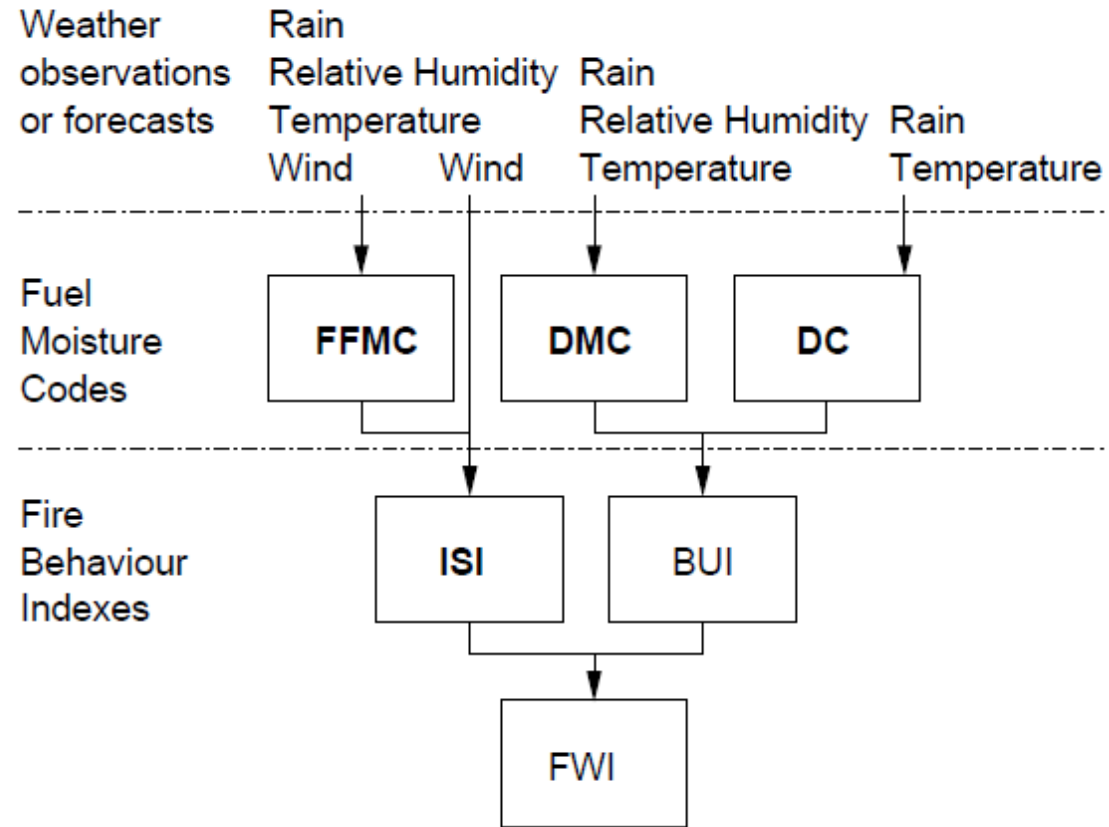 Weather
observations
or forecasts
Rain
Relative Humidity
Temperature
Wind
Wind
Rain
Relative Humidity
Temperature
Rain
Temperature
Fuel
Moisture
Codes
FFMC
DMC
DC
Fire
Behaviour
Indexes
ISI
BUI
FWI